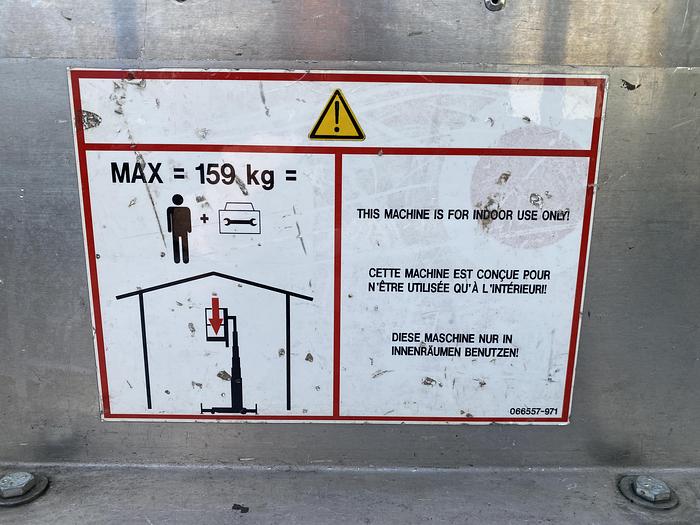 MAX = 159 kg =
+
THIS MACHINE IS FOR INDOOR USE ONLY!
CETTE MACHINE EST CONÇUE POUR
N'ÊTRE UTILISÉE QU'À L'INTÉRIEUR!
DIESE MASCHINE NUR IN
INNENRÄUMEN BENUTZEN!
066557-971